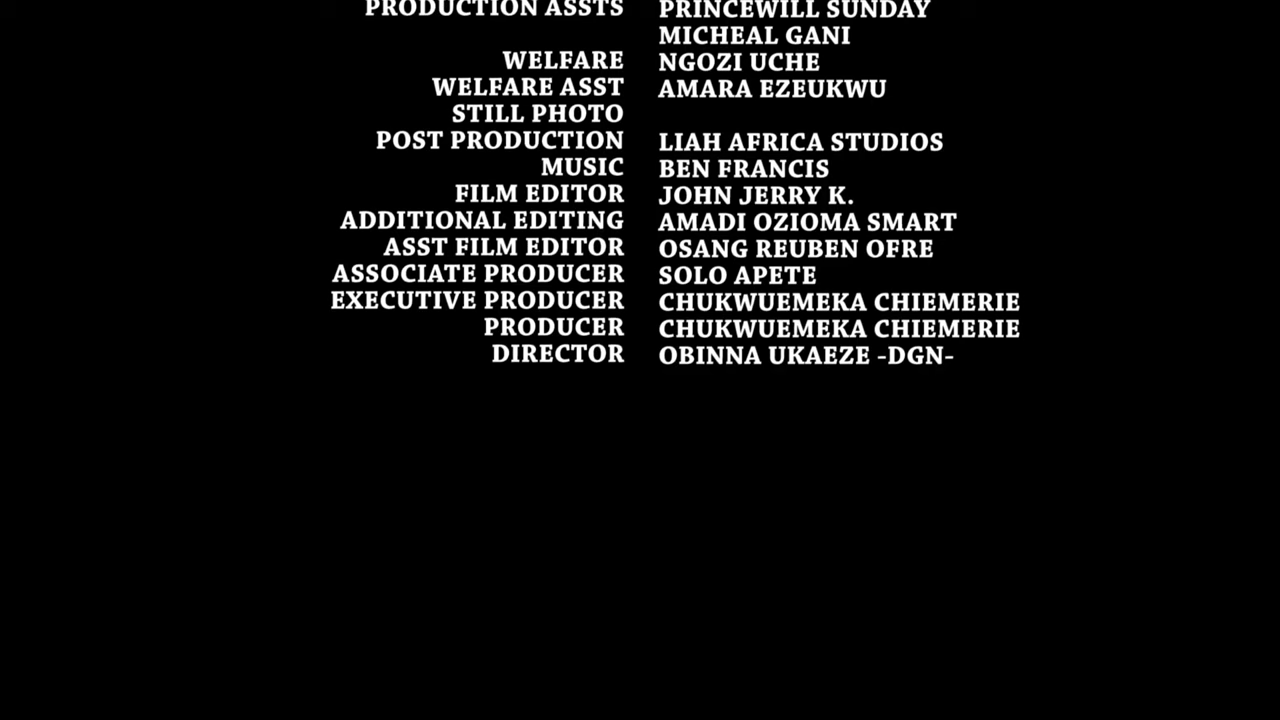 PRODUCTION ASSTS PRINCEWILL SUNDAY
MICHEAL GANI
WELFARE NGOZI UCHE
WELFARE ASST AMARA EZEUKWU
STILL PHOTO
POST PRODUCTION LIAH AFRICA STUDIOS
MUSIC BEN FRANCIS
FILM EDITOR JOHN JERRY K.
ADDITIONAL EDITING AMADI OZIOMA SMART
ASST FILM EDITOR OSANG REUBEN OFRE
ASSOCIATE PRODUCER SOLO APETE
EXECUTIVE PRODUCER CHUKWUEMEKA CHIEMERIE
PRODUCER CHUKWUEMEKA CHIEMERIE
DIRECTOR OBINNA UKAEZE -DGN-